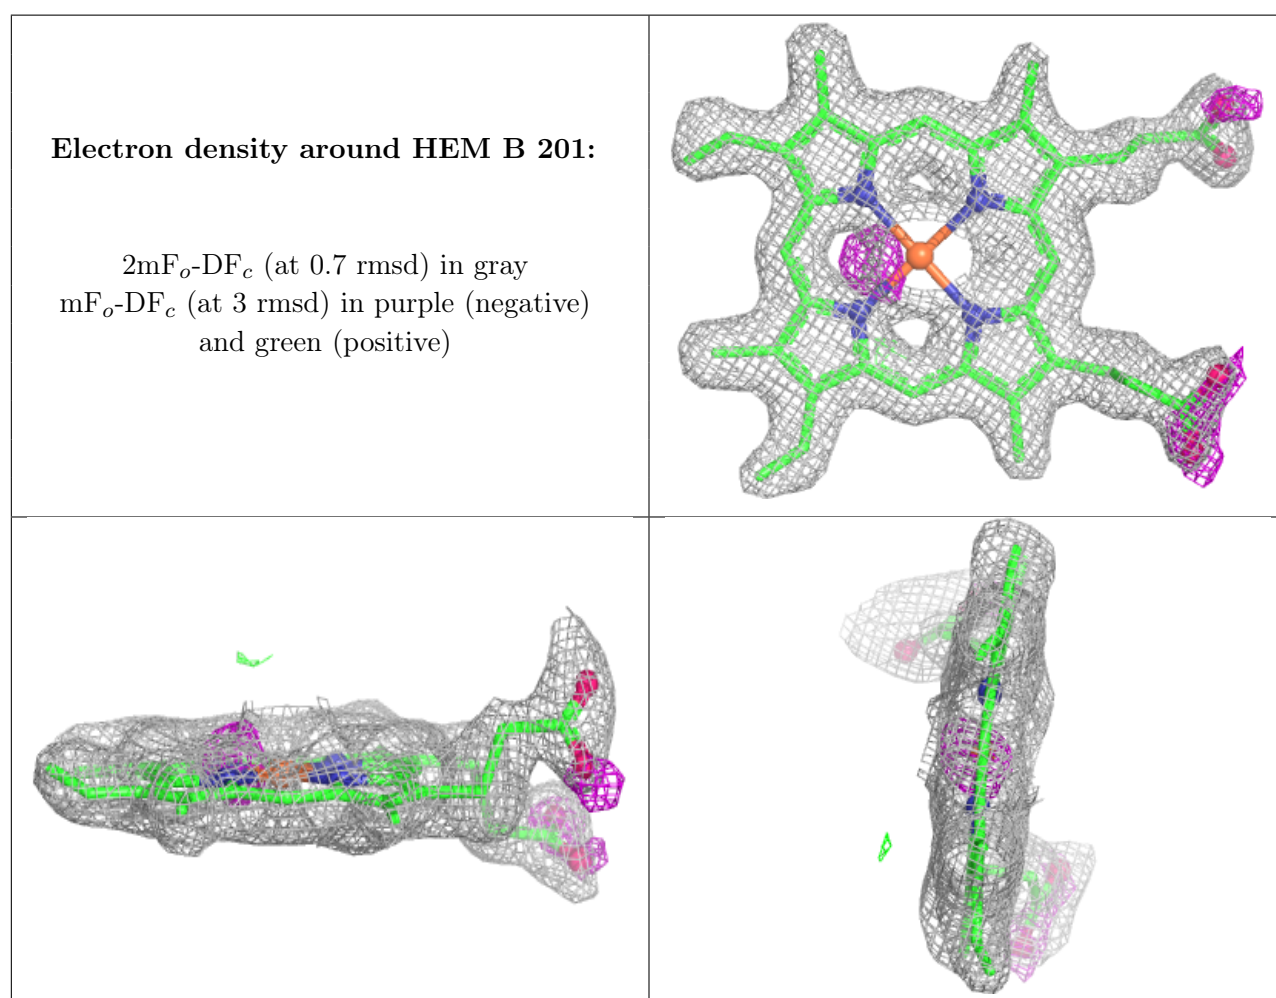 Electron density around HEM B 201:
2mFₒ-DF𝒸 (at 0.7 rmsd) in gray
mFₒ-DF𝒸 (at 3 rmsd) in purple (negative)
and green (positive)